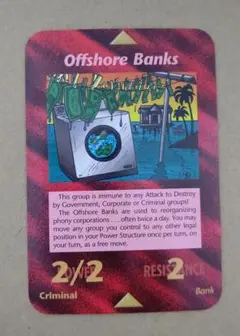 Offshore Banks
This group is immune to any Attack to Destroy
by Government, Corporate or Criminal groups!
The Offshore Banks are used to reorganizing
phony corporations . . . often twice a day. You may
move any group you control to any other legal
position in your Power Structure once per turn, on
your turn, as a free move.
POWER
2/2
RESISTANCE
2
Criminal
Bank